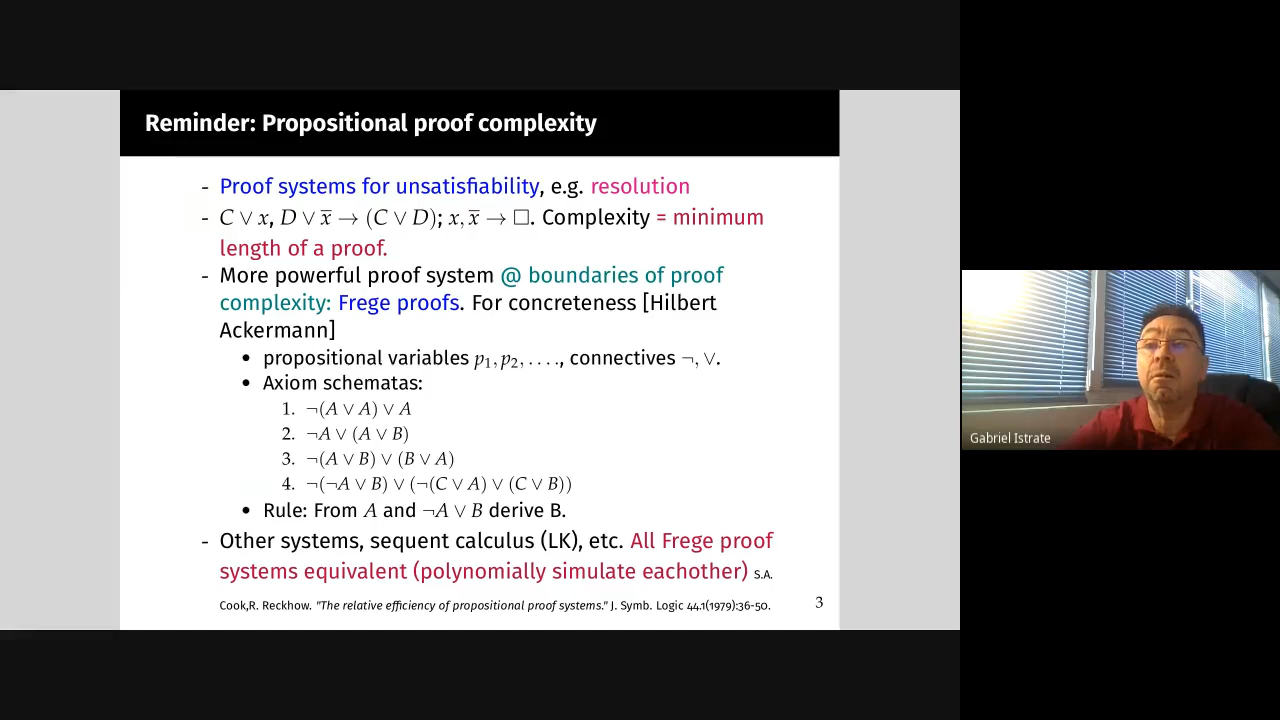 Reminder: Propositional proof complexity
- Proof systems for unsatisfiability, e.g. resolution
- C ∨ x, D ∨ x̅ → (C ∨ D); x, x̅ → □. Complexity = minimum
length of a proof.
- More powerful proof system @ boundaries of proof
complexity: Frege proofs. For concreteness [Hilbert
Ackermann]
• propositional variables p₁, p₂, . . . ., connectives ¬, ∨.
• Axiom schematas:
1. ¬(A ∨ A) ∨ A
2. ¬A ∨ (A ∨ B)
3. ¬(A ∨ B) ∨ (B ∨ A)
4. ¬(¬A ∨ B) ∨ (¬(C ∨ A) ∨ (C ∨ B))
• Rule: From A and ¬A ∨ B derive B.
- Other systems, sequent calculus (LK), etc. All Frege proof
systems equivalent (polynomially simulate eachother) S.A.
Cook,R. Reckhow. "The relative efficiency of propositional proof systems." J. Symb. Logic 44.1(1979):36-50.
3
Gabriel Istrate